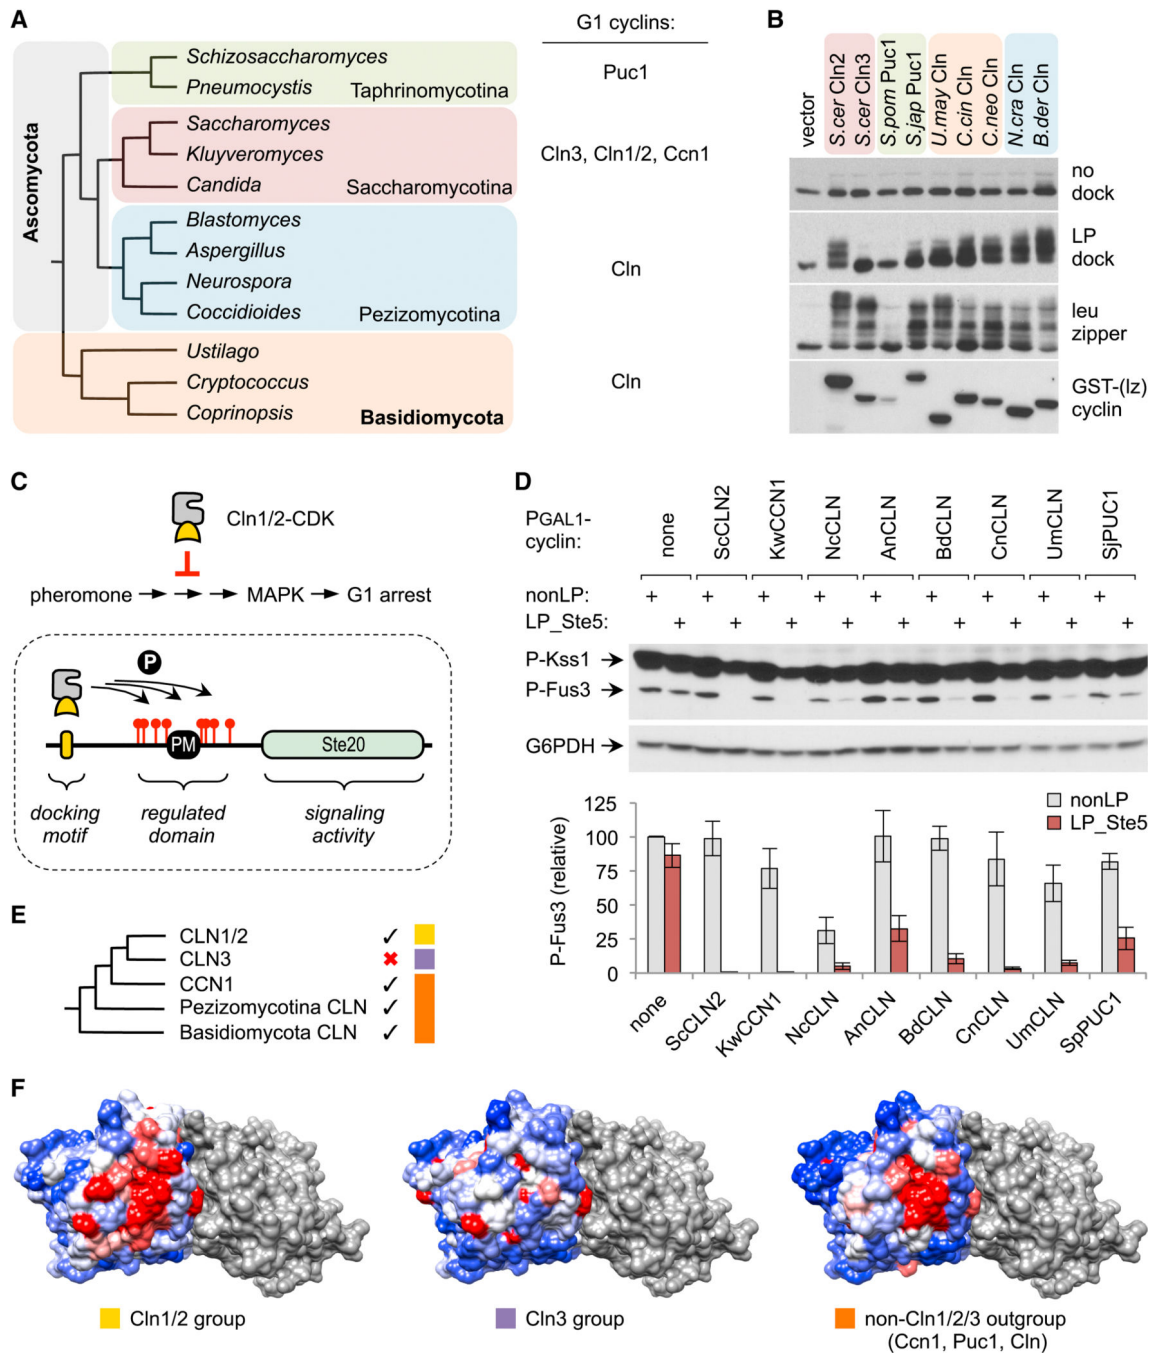 A
G1 cyclins:
Ascomycota
Schizosaccharomyces
Pneumocystis
Taphrinomycotina
Puc1
Saccharomyces
Kluyveromyces
Candida
Saccharomycotina
Cln3, Cln1/2, Ccn1
Blastomyces
Aspergillus
Neurospora
Coccidioides
Pezizomycotina
Cln
Ustilago
Cryptococcus
Coprinopsis
Basidiomycota
Cln
B
vector
S.cer Cln2
S.cer Cln3
S.pom Puc1
S.jap Puc1
U.may Cln
C.cin Cln
C.neo Cln
N.cra Cln
B.der Cln
no
dock
LP
dock
leu
zipper
GST-(lz)
cyclin
C
Cln1/2-CDK
pheromone
MAPK
G1 arrest
P
PM
Ste20
docking
motif
regulated
domain
signaling
activity
D
PGAL1-
cyclin:
none
ScCLN2
KwCCN1
NcCLN
AnCLN
BdCLN
CnCLN
UmCLN
SjPUC1
nonLP: + + + + + + + + +
LP_Ste5: + + + + + + + + +
P-Kss1
P-Fus3
G6PDH
P-Fus3 (relative)
125
100
75
50
25
0
nonLP
LP_Ste5
none
ScCLN2
KwCCN1
NcCLN
AnCLN
BdCLN
CnCLN
UmCLN
SpPUC1
E
CLN1/2 ✓
CLN3 ✖
CCN1 ✓
Pezizomycotina CLN ✓
Basidiomycota CLN ✓
F
Cln1/2 group
Cln3 group
non-Cln1/2/3 outgroup
(Ccn1, Puc1, Cln)